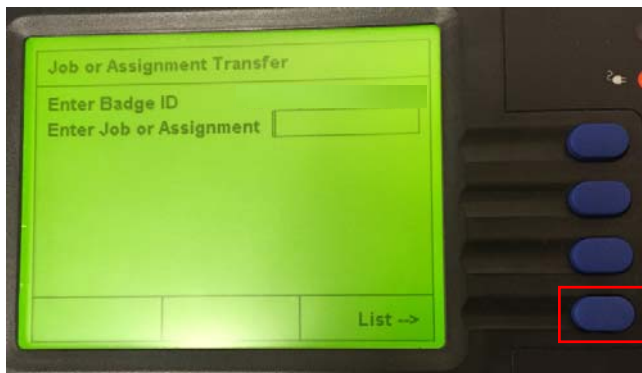 Job or Assignment Transfer
Enter Badge ID
Enter Job or Assignment
List -->